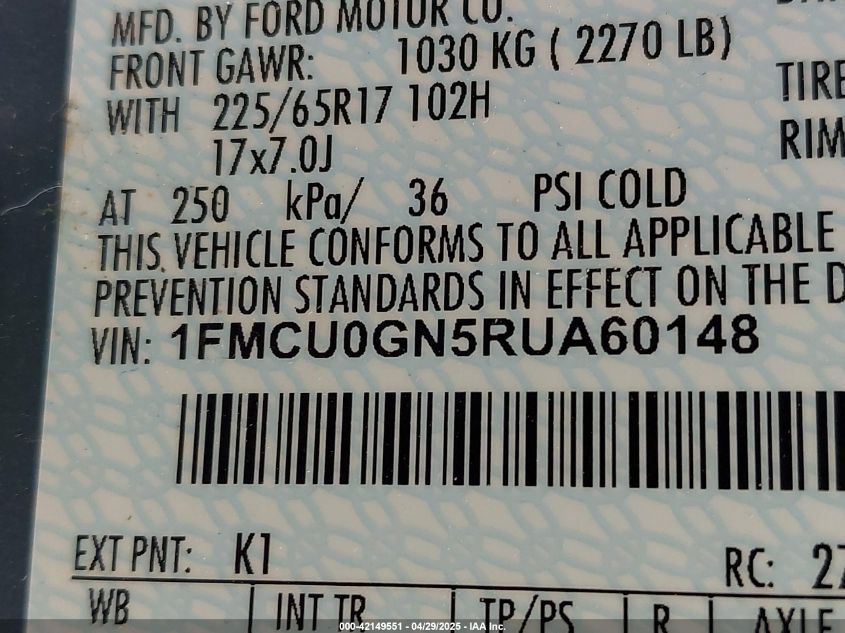 MFD. BY FORD MOTOR CO.
FRONT GAWR: 1030 KG ( 2270 LB)
WITH 225/65R17 102H TIRE
17x7.0J RIM
AT 250 kPa/ 36 PSI COLD
THIS VEHICLE CONFORMS TO ALL APPLICABLE
PREVENTION STANDARDS IN EFFECT ON THE D
VIN: 1FMCU0GN5RUA60148
EXT PNT: K1 RC: 27
WB INT TR TP/PS R AXLE
000-42149551 - 04/29/2025 - IAA Inc.